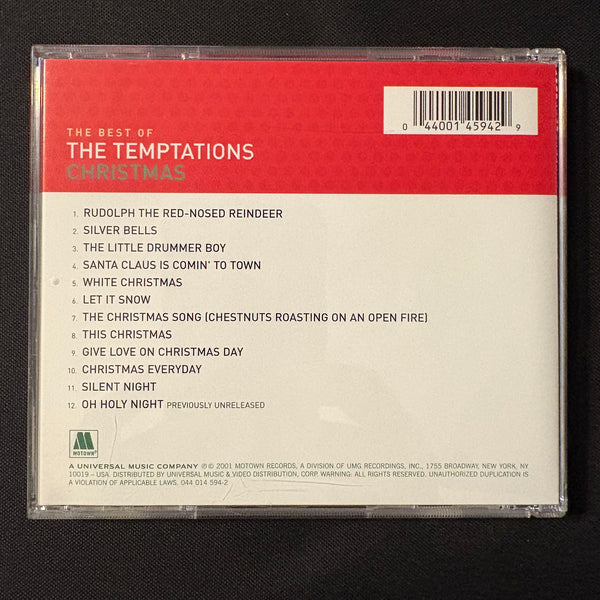 0 44001 45942 9
THE BEST OF
THE TEMPTATIONS
CHRISTMAS
1. RUDOLPH THE RED-NOSED REINDEER
2. SILVER BELLS
3. THE LITTLE DRUMMER BOY
4. SANTA CLAUS IS COMIN' TO TOWN
5. WHITE CHRISTMAS
6. LET IT SNOW
7. THE CHRISTMAS SONG (CHESTNUTS ROASTING ON AN OPEN FIRE)
8. THIS CHRISTMAS
9. GIVE LOVE ON CHRISTMAS DAY
10. CHRISTMAS EVERYDAY
11. SILENT NIGHT
12. OH HOLY NIGHT PREVIOUSLY UNRELEASED
M
MOTOWN®
A UNIVERSAL MUSIC COMPANY ℗© 2001 MOTOWN RECORDS, A DIVISION OF UMG RECORDINGS, INC., 1755 BROADWAY, NEW YORK, NY
10019 – USA. DISTRIBUTED BY UNIVERSAL MUSIC & VIDEO DISTRIBUTION, CORP. WARNING: ALL RIGHTS RESERVED. UNAUTHORIZED DUPLICATION IS
A VIOLATION OF APPLICABLE LAWS. 044 014 594-2